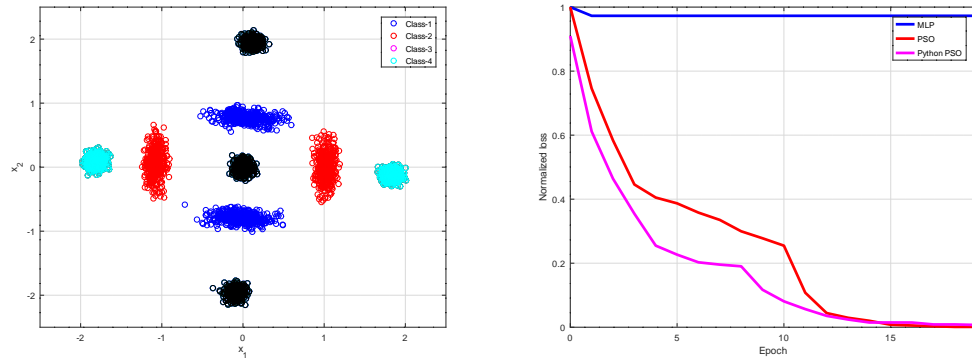 Class-1
Class-2
Class-3
Class-4
2
1
0
-1
-2
x2
-2
-1
0
1
2
x1
MLP
PSO
Python PSO
1
0.8
0.6
0.4
0.2
0
Normalized loss
0
5
10
15
Epoch